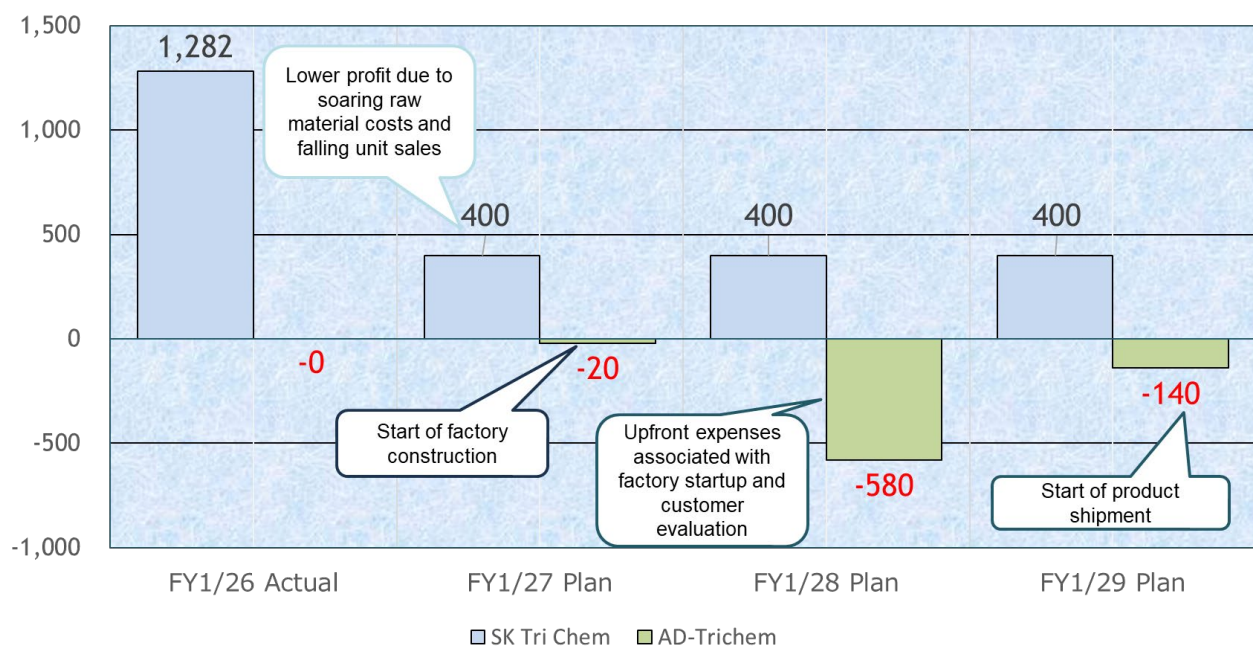 1,500
1,000
500
0
-500
-1,000
1,282
Lower profit due to
soaring raw
material costs and
falling unit sales
400
400
400
-0
-20
-580
-140
Start of factory
construction
Upfront expenses
associated with
factory startup and
customer
evaluation
Start of product
shipment
FY1/26 Actual
FY1/27 Plan
FY1/28 Plan
FY1/29 Plan
SK Tri Chem
AD-Trichem